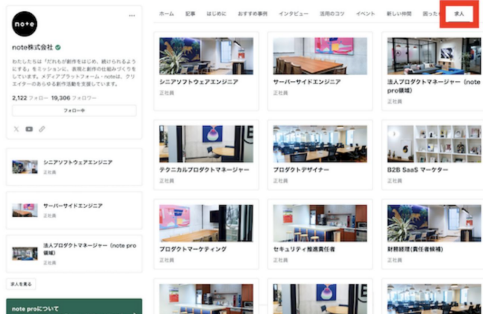 note
note株式会社
わたしたちは「だれもが創作をはじめ、続けられるよう
にする」をミッションに、表現と創作の仕組みづくりを
しています。メディアプラットフォーム・noteは、クリ
エイターのあらゆる創作活動を支援しています。
2,122 フォロー 19,306 フォロワー
フォロー中
シニアソフトウェアエンジニア
正社員
サーバーサイドエンジニア
正社員
法人プロダクトマネージャー（note pro
領域）
正社員
求人を見る
note proについて
ホーム 記事 はじめに おすすめ事例 インタビュー 活用のコツ イベント 新しい仲間 求人
シニアソフトウェアエンジニア
正社員
サーバーサイドエンジニア
正社員
法人プロダクトマネージャー（note
pro領域）
正社員
テクニカルプロダクトマネージャー
正社員
プロダクトデザイナー
正社員
B2B SaaS マーケター
正社員
プロダクトマーケティング
正社員
セキュリティ推進責任者
正社員
財務経理(責任者候補)
正社員